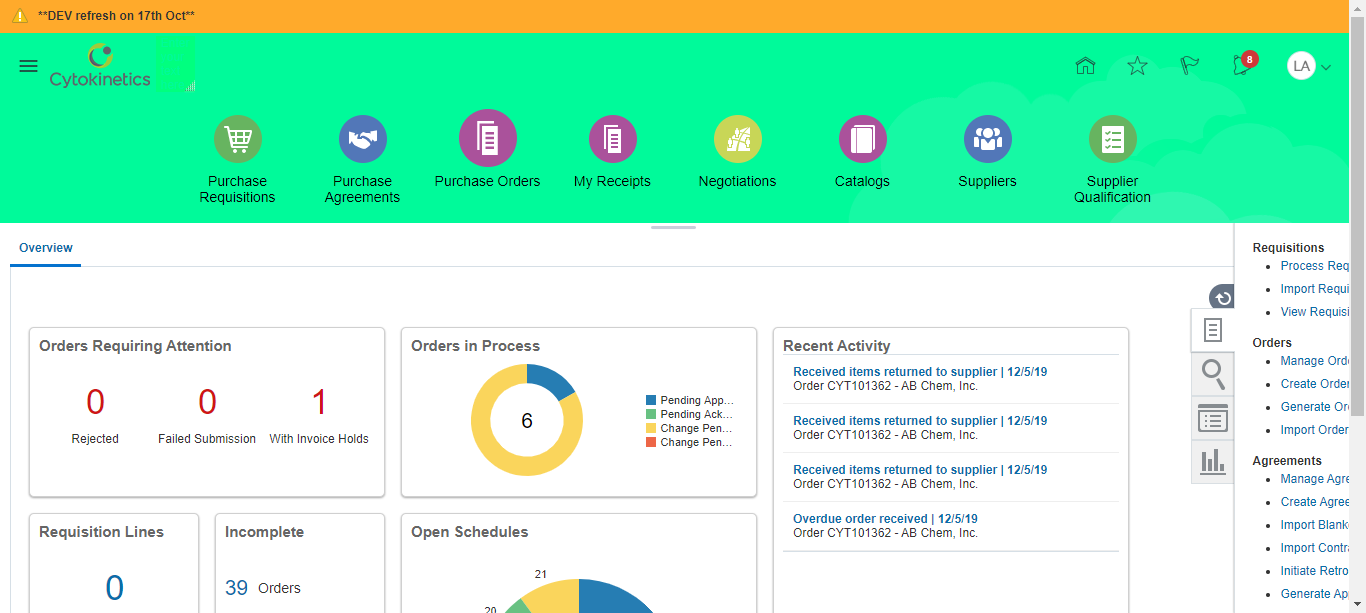 **DEV refresh on 17th Oct**
Cytokinetics
8
LA
Purchase Requisitions
Purchase Agreements
Purchase Orders
My Receipts
Negotiations
Catalogs
Suppliers
Supplier Qualification
Overview
Orders Requiring Attention
0
Rejected
0
Failed Submission
1
With Invoice Holds
Orders in Process
6
Pending App...
Pending Ack...
Change Pen...
Change Pen...
Recent Activity
Received items returned to supplier | 12/5/19
Order CYT101362 - AB Chem, Inc.
Received items returned to supplier | 12/5/19
Order CYT101362 - AB Chem, Inc.
Received items returned to supplier | 12/5/19
Order CYT101362 - AB Chem, Inc.
Overdue order received | 12/5/19
Order CYT101362 - AB Chem, Inc.
Requisition Lines
0
Incomplete
39 Orders
Open Schedules
21
20
Requisitions
Process Req
Import Requi
View Requisi
Orders
Manage Orde
Create Order
Generate Or
Import Order
Agreements
Manage Agre
Create Agree
Import Blank
Import Contra
Initiate Retro
Generate Ap